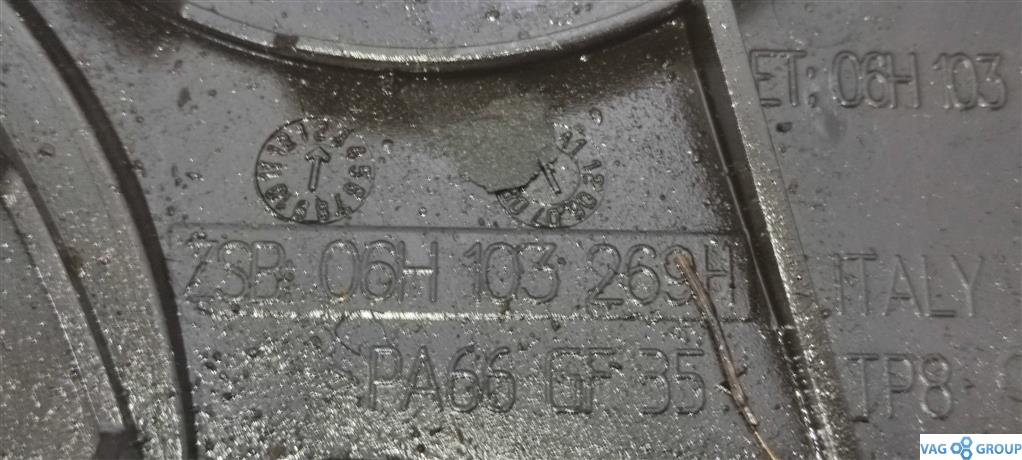 ET: 06H 103
ZSB 06H 103 269H
ITALY
PA66 GF 35
TP8
VAG GROUP